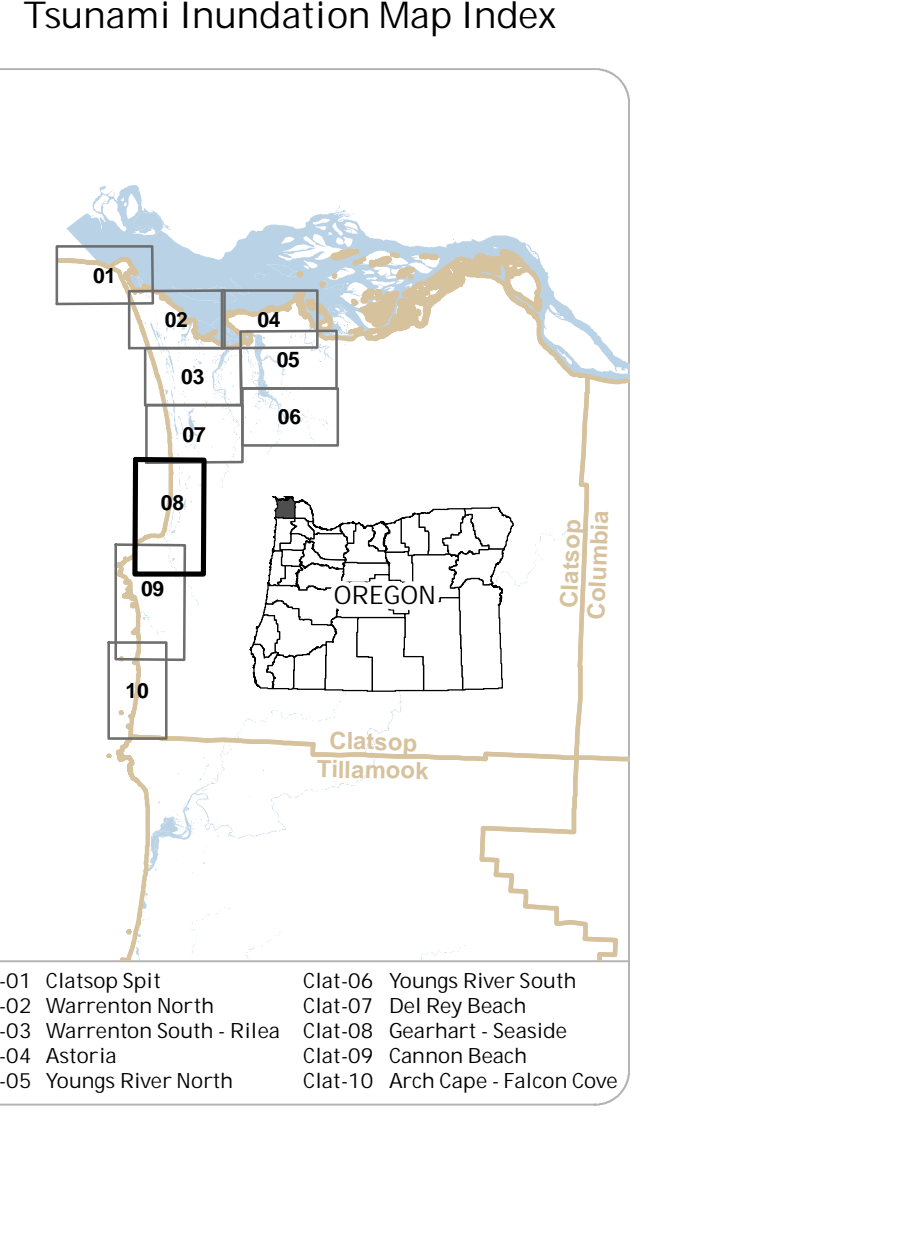 Tsunami Inundation Map Index
01
02
04
05
03
06
07
08
09
10
OREGON
Clatsop
Columbia
Clatsop
Tillamook
-01 Clatsop Spit
-02 Warrenton North
-03 Warrenton South - Rilea
-04 Astoria
-05 Youngs River North
Clat-06 Youngs River South
Clat-07 Del Rey Beach
Clat-08 Gearhart - Seaside
Clat-09 Cannon Beach
Clat-10 Arch Cape - Falcon Cove